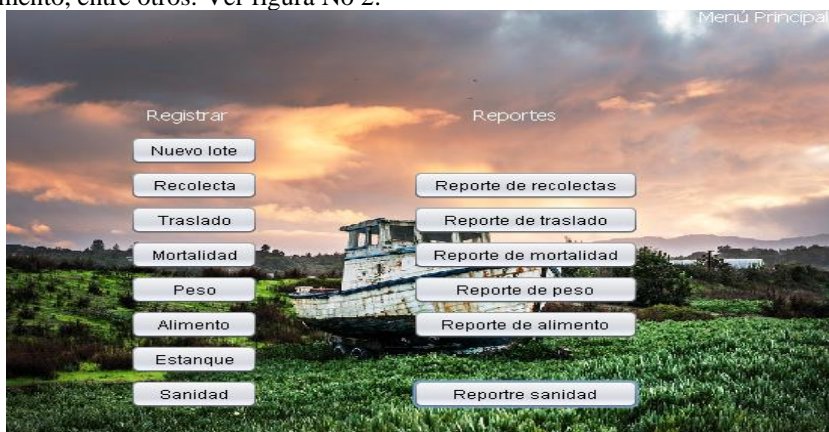 mento, entre otros. Ver figura No 2.
Menú Principal
Registrar Reportes
Nuevo lote
Recolecta Reporte de recolectas
Traslado Reporte de traslado
Mortalidad Reporte de mortalidad
Peso Reporte de peso
Alimento Reporte de alimento
Estanque
Sanidad Reportre sanidad